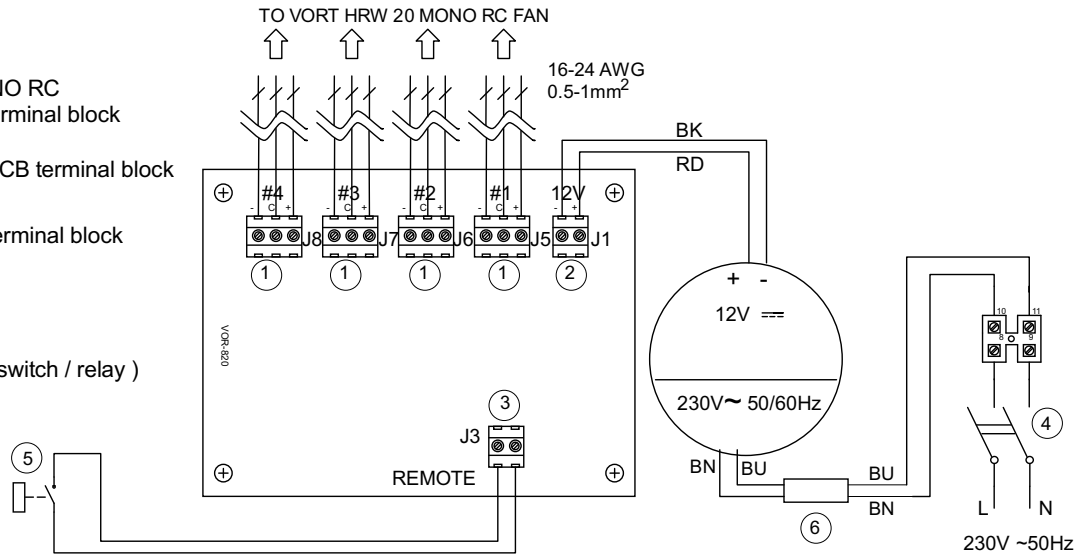 TO VORT HRW 20 MONO RC FAN
16-24 AWG
0.5-1mm²
NO RC
erminal block
CB terminal block
erminal block
switch / relay )
BK
RD
#4 #3 #2 #1 12V
- C + - C + - C + - C + - +
J8 J7 J6 J5 J1
1 1 1 1 2
VOR-820
+ -
12V
230V~ 50/60Hz
10 11
8 9
3
J3
REMOTE
4
5
BN BU
BU
BN
6
L N
230V ~50Hz